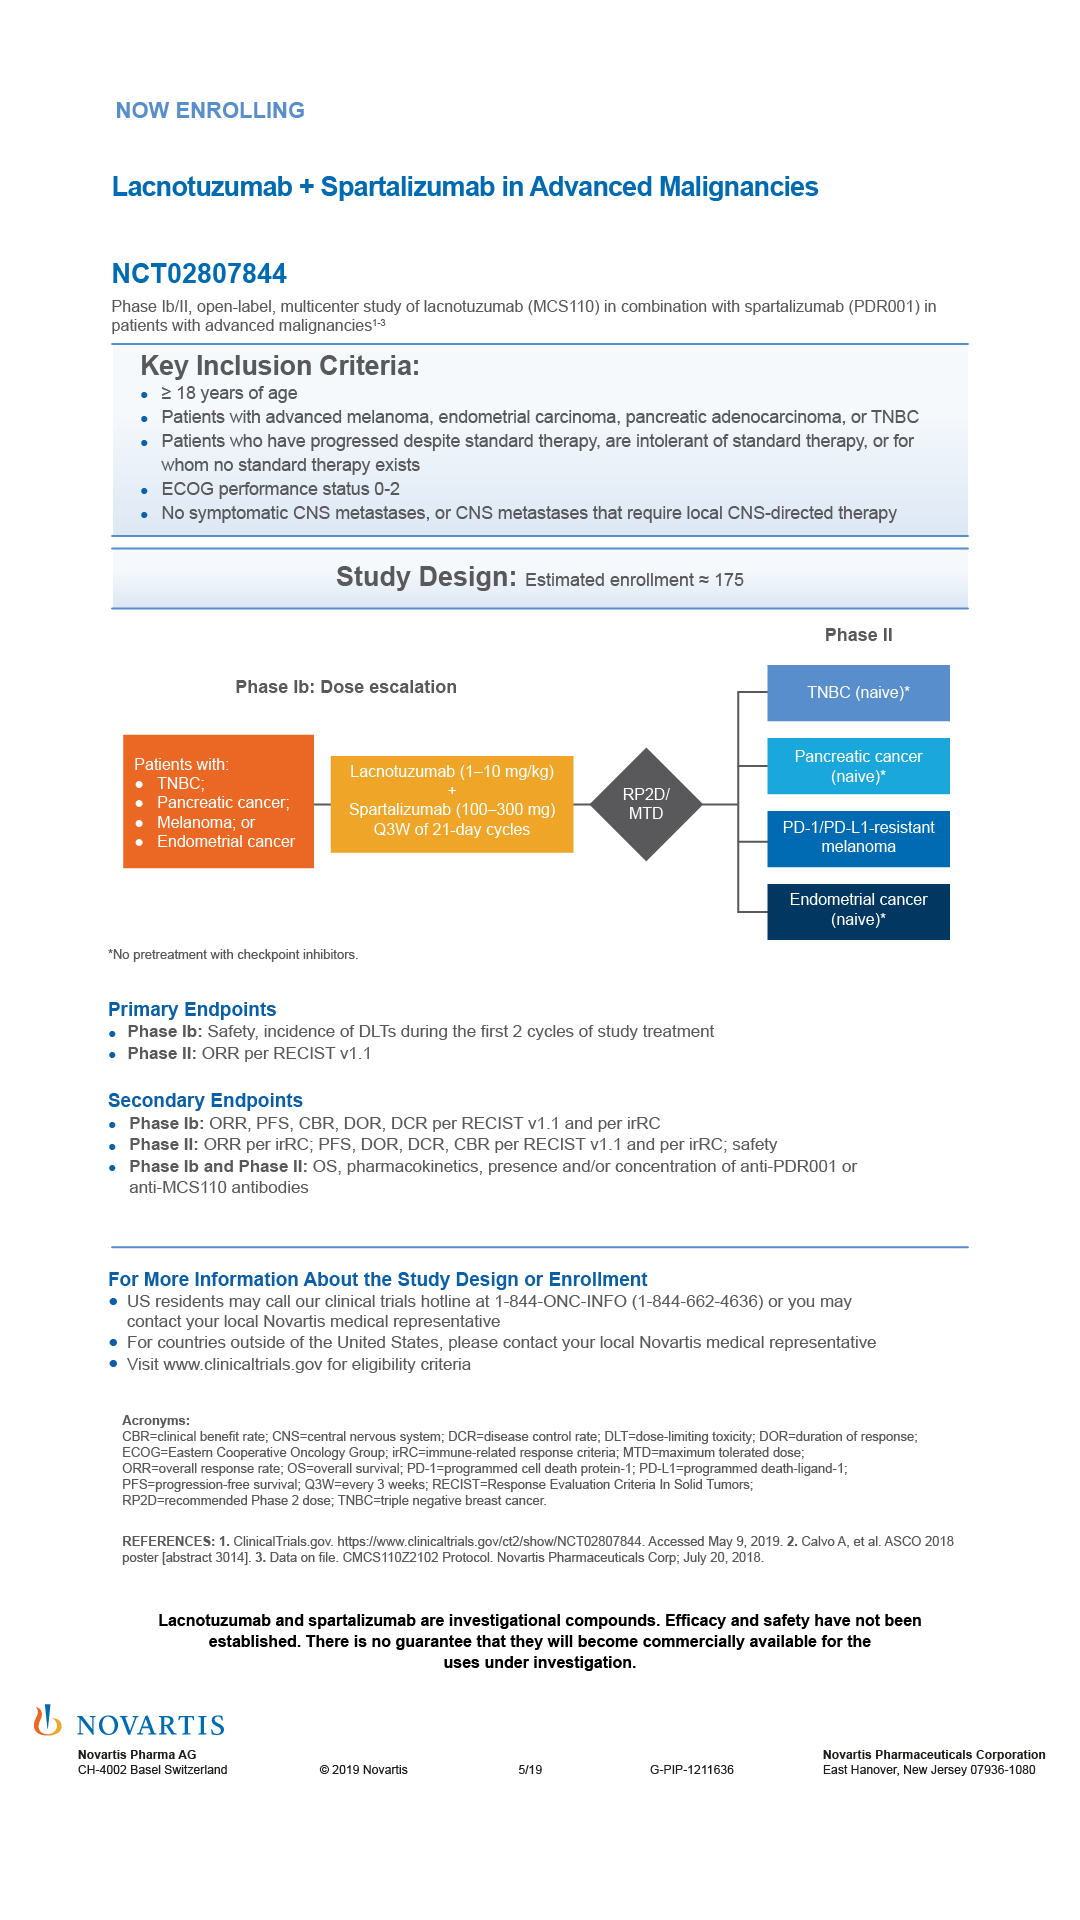 NOW ENROLLING
Lacnotuzumab + Spartalizumab in Advanced Malignancies
NCT02807844
Phase Ib/II, open-label, multicenter study of lacnotuzumab (MCS110) in combination with spartalizumab (PDR001) in
patients with advanced malignancies¹⁻³
Key Inclusion Criteria:
• ≥ 18 years of age
• Patients with advanced melanoma, endometrial carcinoma, pancreatic adenocarcinoma, or TNBC
• Patients who have progressed despite standard therapy, are intolerant of standard therapy, or for
whom no standard therapy exists
• ECOG performance status 0-2
• No symptomatic CNS metastases, or CNS metastases that require local CNS-directed therapy
Study Design: Estimated enrollment ≈ 175
Phase Ib: Dose escalation
Patients with:
• TNBC;
• Pancreatic cancer;
• Melanoma; or
• Endometrial cancer
Lacnotuzumab (1–10 mg/kg)
+
Spartalizumab (100–300 mg)
Q3W of 21-day cycles
RP2D/
MTD
Phase II
TNBC (naive)*
Pancreatic cancer
(naive)*
PD-1/PD-L1-resistant
melanoma
Endometrial cancer
(naive)*
*No pretreatment with checkpoint inhibitors.
Primary Endpoints
• Phase Ib: Safety, incidence of DLTs during the first 2 cycles of study treatment
• Phase II: ORR per RECIST v1.1
Secondary Endpoints
• Phase Ib: ORR, PFS, CBR, DOR, DCR per RECIST v1.1 and per irRC
• Phase II: ORR per irRC; PFS, DOR, DCR, CBR per RECIST v1.1 and per irRC; safety
• Phase Ib and Phase II: OS, pharmacokinetics, presence and/or concentration of anti-PDR001 or
anti-MCS110 antibodies
For More Information About the Study Design or Enrollment
• US residents may call our clinical trials hotline at 1-844-ONC-INFO (1-844-662-4636) or you may
contact your local Novartis medical representative
• For countries outside of the United States, please contact your local Novartis medical representative
• Visit www.clinicaltrials.gov for eligibility criteria
Acronyms:
CBR=clinical benefit rate; CNS=central nervous system; DCR=disease control rate; DLT=dose-limiting toxicity; DOR=duration of response;
ECOG=Eastern Cooperative Oncology Group; irRC=immune-related response criteria; MTD=maximum tolerated dose;
ORR=overall response rate; OS=overall survival; PD-1=programmed cell death protein-1; PD-L1=programmed death-ligand-1;
PFS=progression-free survival; Q3W=every 3 weeks; RECIST=Response Evaluation Criteria In Solid Tumors;
RP2D=recommended Phase 2 dose; TNBC=triple negative breast cancer.
REFERENCES: 1. ClinicalTrials.gov. https://www.clinicaltrials.gov/ct2/show/NCT02807844. Accessed May 9, 2019. 2. Calvo A, et al. ASCO 2018
poster [abstract 3014]. 3. Data on file. CMCS110Z2102 Protocol. Novartis Pharmaceuticals Corp; July 20, 2018.
Lacnotuzumab and spartalizumab are investigational compounds. Efficacy and safety have not been
established. There is no guarantee that they will become commercially available for the
uses under investigation.
NOVARTIS
Novartis Pharma AG
CH-4002 Basel Switzerland
© 2019 Novartis
5/19
G-PIP-1211636
Novartis Pharmaceuticals Corporation
East Hanover, New Jersey 07936-1080